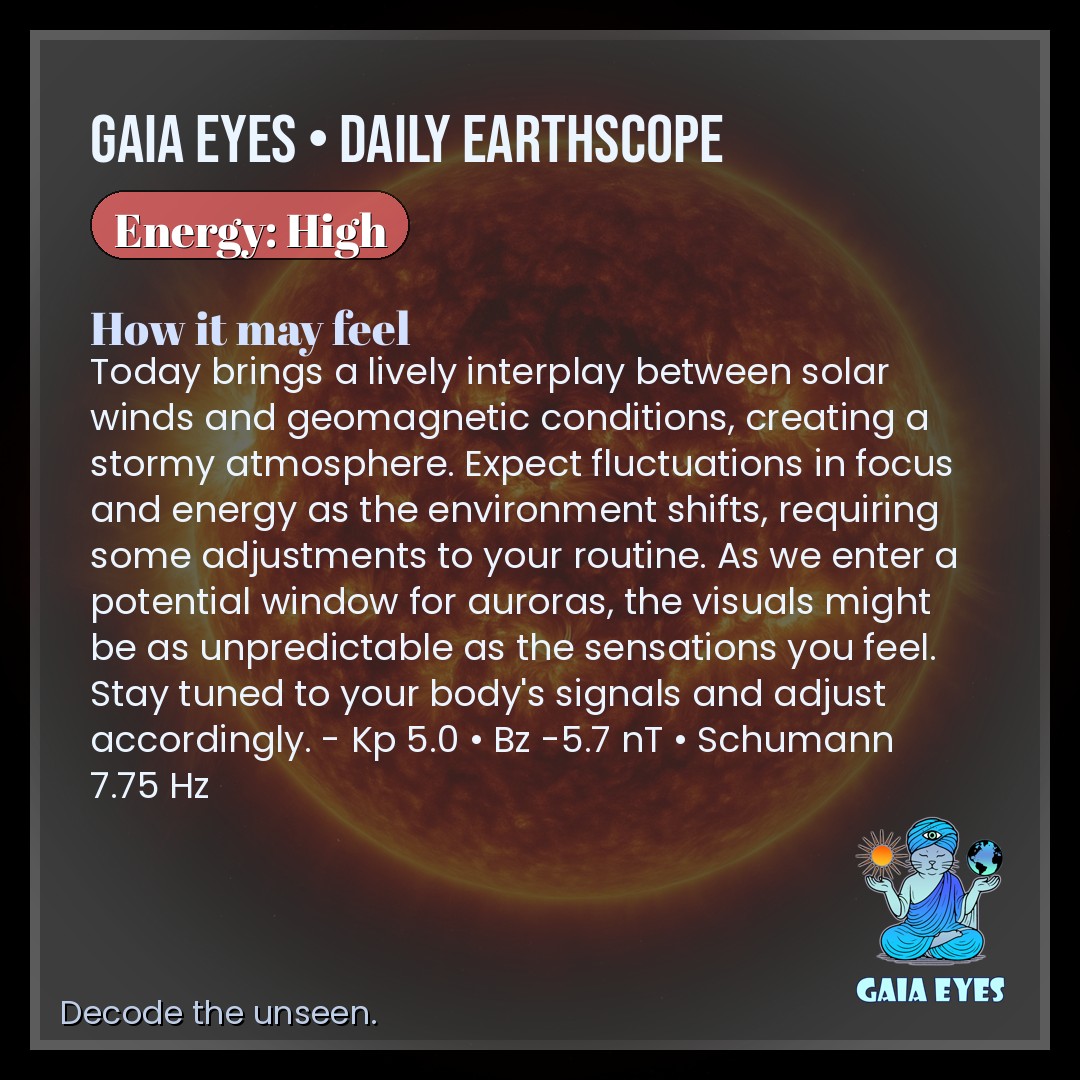 GAIA EYES • DAILY EARTHSCOPE
Energy: High
How it may feel
Today brings a lively interplay between solar
winds and geomagnetic conditions, creating a
stormy atmosphere. Expect fluctuations in focus
and energy as the environment shifts, requiring
some adjustments to your routine. As we enter a
potential window for auroras, the visuals might
be as unpredictable as the sensations you feel.
Stay tuned to your body's signals and adjust
accordingly. - Kp 5.0 • Bz -5.7 nT • Schumann
7.75 Hz
GAIA EYES
Decode the unseen.